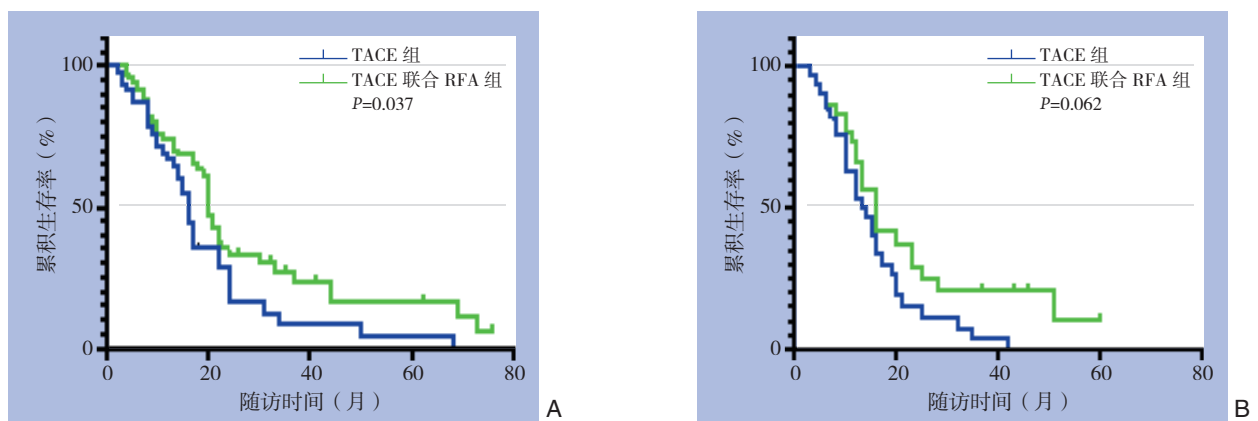 TACE 组
TACE 联合 RFA 组
P=0.037
100
50
0
累积生存率（%）
0 20 40 60 80
随访时间（月）
A
TACE 组
TACE 联合 RFA 组
P=0.062
100
50
0
累积生存率（%）
0 20 40 60 80
随访时间（月）
B